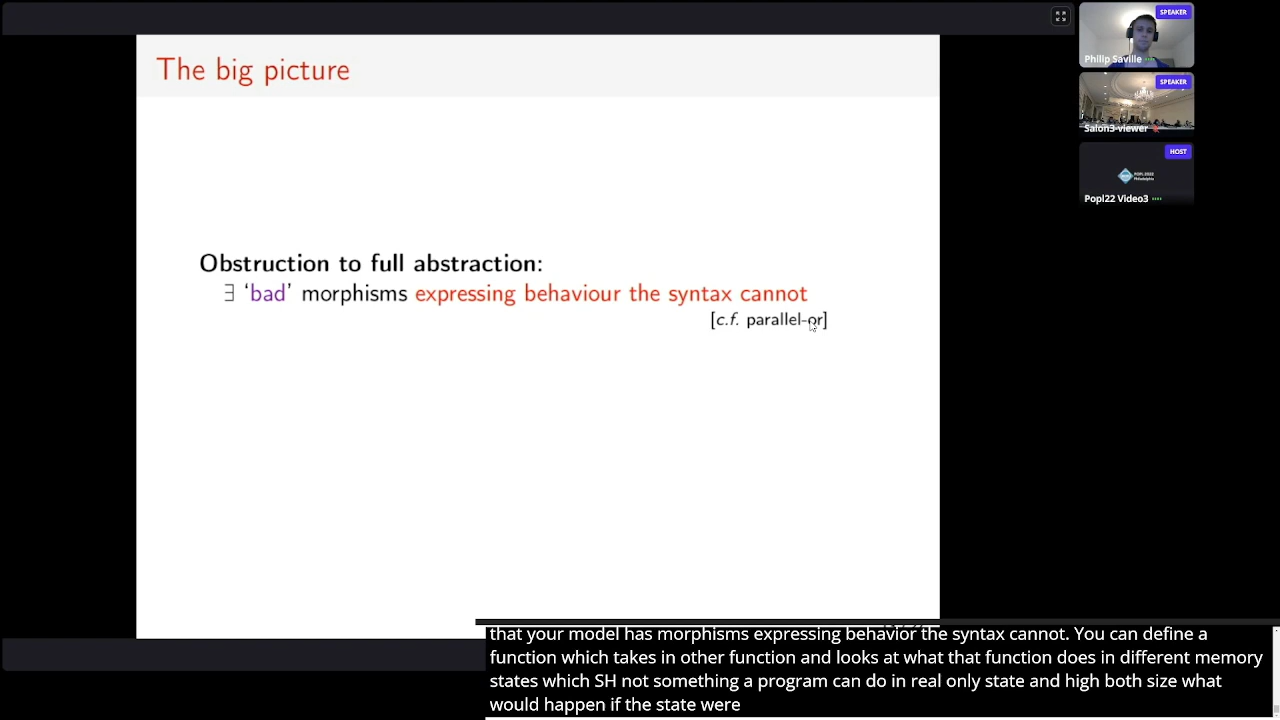 The big picture
Obstruction to full abstraction:
∃ ‘bad’ morphisms expressing behaviour the syntax cannot
[c.f. parallel-or]
SPEAKER
Philip Saville
SPEAKER
Salon3-viewer
HOST
POPL 2022
Philadelphia
Popl22 Video3
that your model has morphisms expressing behavior the syntax cannot. You can define a
function which takes in other function and looks at what that function does in different memory
states which SH not something a program can do in real only state and high both size what
would happen if the state were